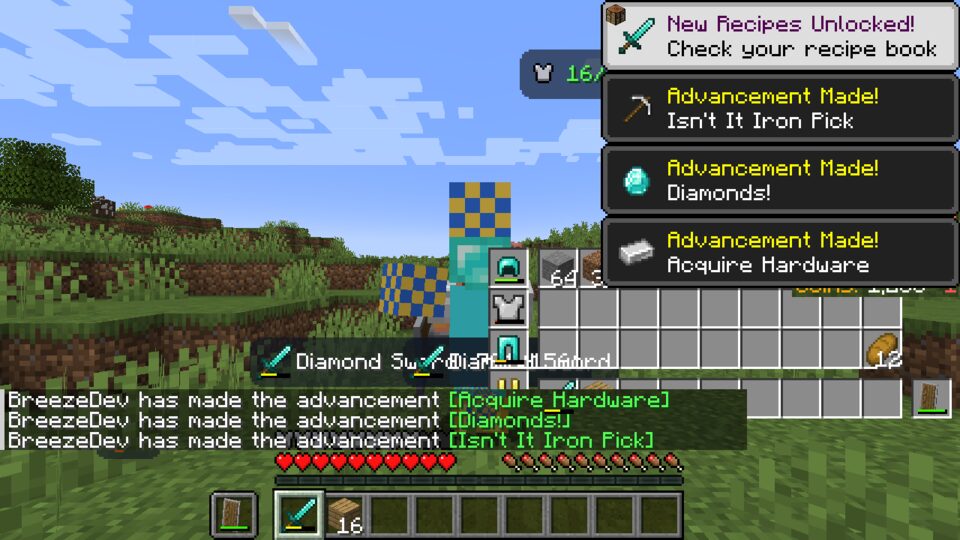 New Recipes Unlocked!
Check your recipe book
16/
Advancement Made!
Isn't It Iron Pick
Advancement Made!
Diamonds!
Advancement Made!
Acquire Hardware
64
12
Diamond
BreezeDev has made the advancement [Acquire Hardware]
BreezeDev has made the advancement [Diamonds!]
BreezeDev has made the advancement [Isn't It Iron Pick]
16